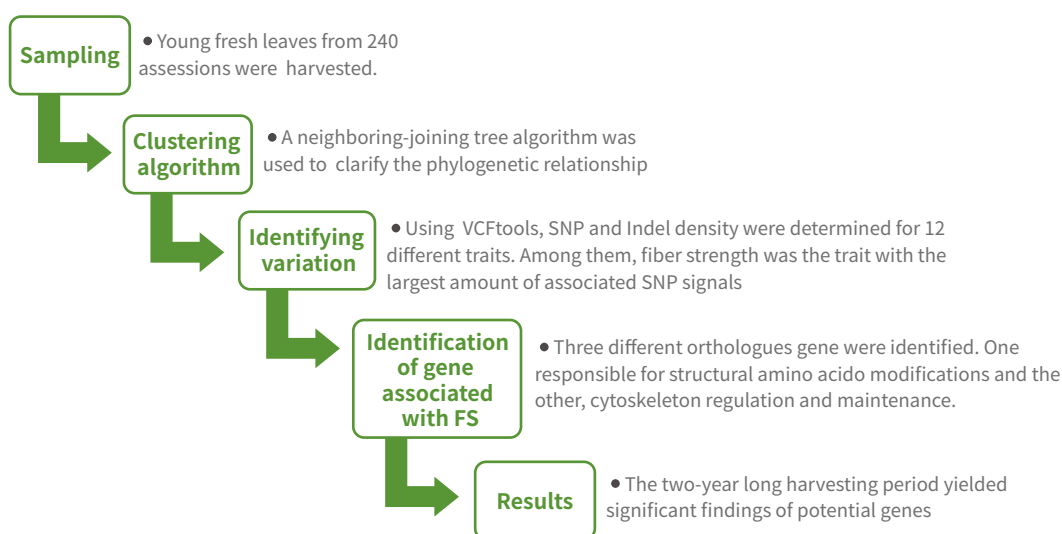 Sampling
• Young fresh leaves from 240
assessions were harvested.
Clustering
algorithm
• A neighboring-joining tree algorithm was
used to clarify the phylogenetic relationship
Identifying
variation
• Using VCFtools, SNP and Indel density were determined for 12
different traits. Among them, fiber strength was the trait with the
largest amount of associated SNP signals
Identification
of gene
associated
with FS
• Three different orthologues gene were identified. One
responsible for structural amino acido modifications and the
other, cytoskeleton regulation and maintenance.
Results
• The two-year long harvesting period yielded
significant findings of potential genes